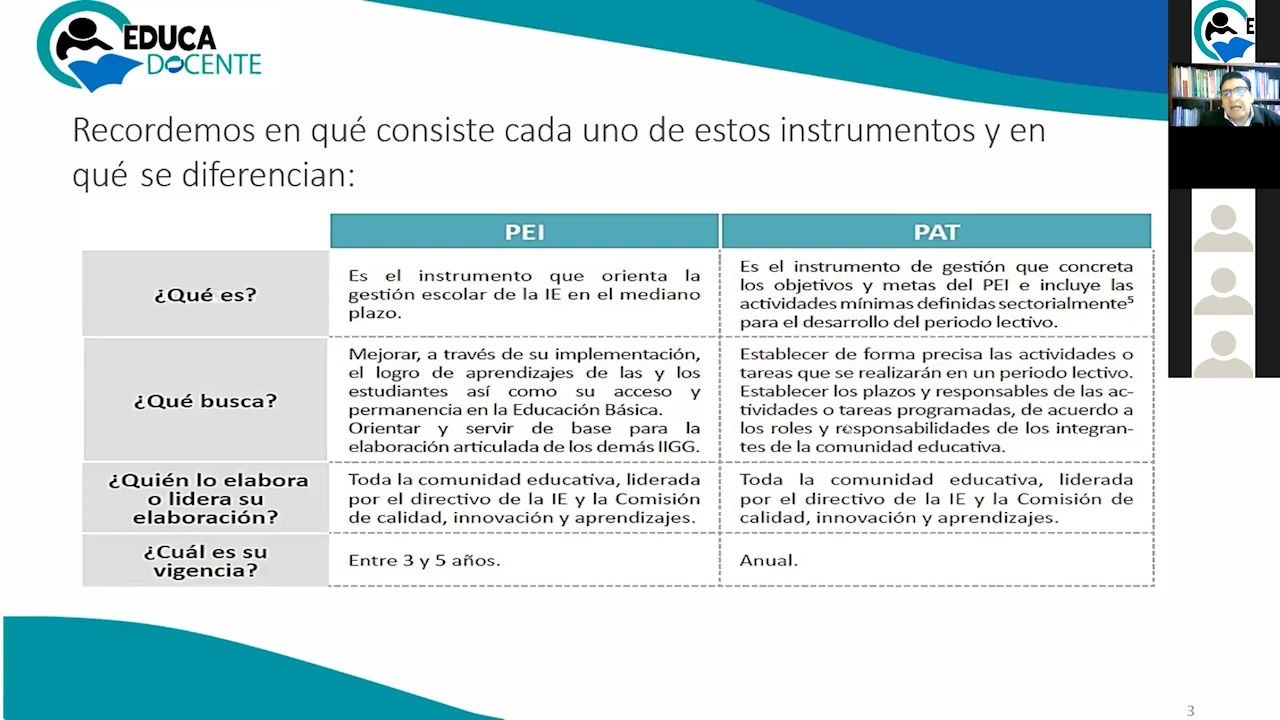 EDUCA
DOCENTE
E
Recordemos en qué consiste cada uno de estos instrumentos y en
qué se diferencian:
PEI
PAT
¿Qué es?
Es el instrumento que orienta la
gestión escolar de la IE en el mediano
plazo.
Es el instrumento de gestión que concreta
los objetivos y metas del PEI e incluye las
actividades mínimas definidas sectorialmente⁵
para el desarrollo del periodo lectivo.
¿Qué busca?
Mejorar, a través de su implementación,
el logro de aprendizajes de las y los
estudiantes así como su acceso y
permanencia en la Educación Básica.
Orientar y servir de base para la
elaboración articulada de los demás IIGG.
Establecer de forma precisa las actividades o
tareas que se realizarán en un periodo lectivo.
Establecer los plazos y responsables de las ac-
tividades o tareas programadas, de acuerdo a
los roles y responsabilidades de los integran-
tes de la comunidad educativa.
¿Quién lo elabora
o lidera su
elaboración?
Toda la comunidad educativa, liderada
por el directivo de la IE y la Comisión
de calidad, innovación y aprendizajes.
Toda la comunidad educativa, liderada
por el directivo de la IE y la Comisión de
calidad, innovación y aprendizajes.
¿Cuál es su
vigencia?
Entre 3 y 5 años.
Anual.
3